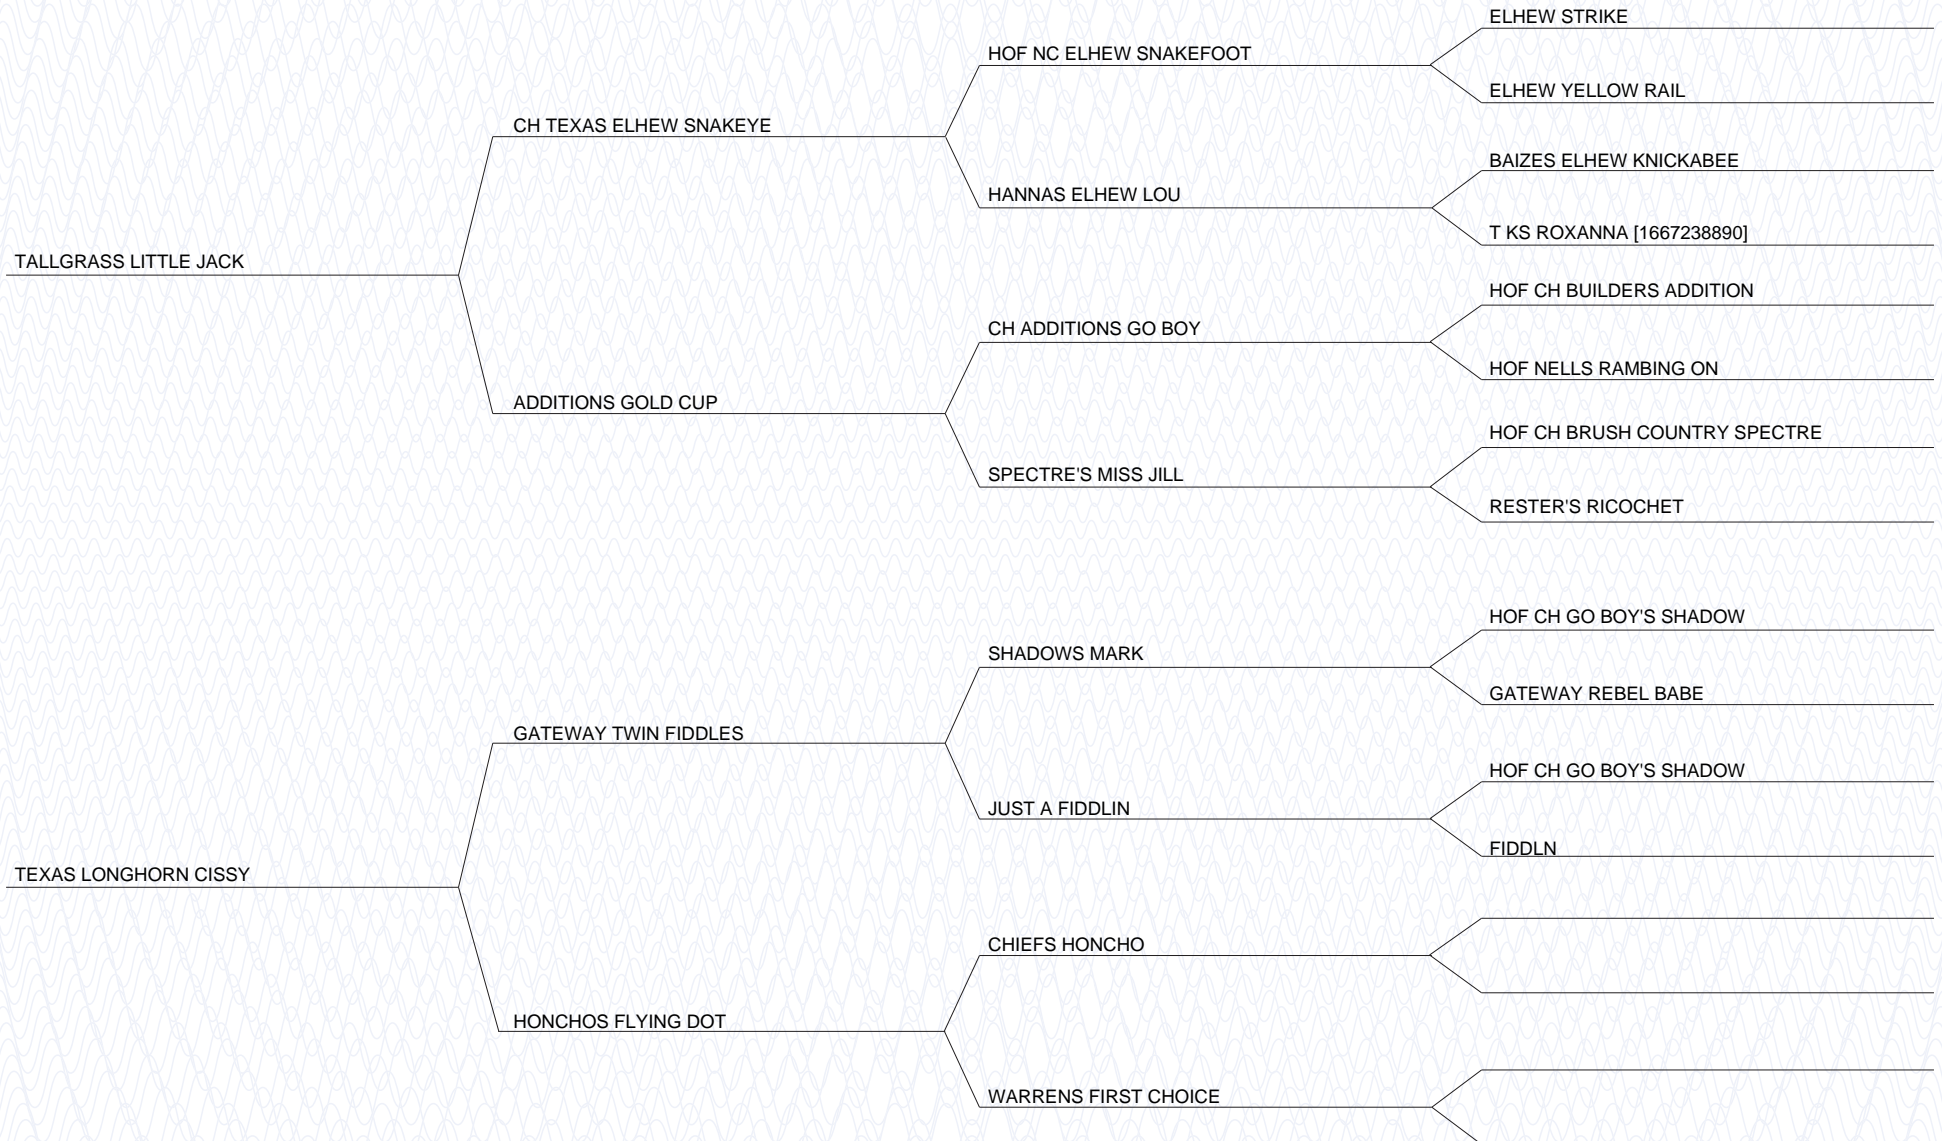 ELHEW STRIKE
HOF NC ELHEW SNAKEFOOT
ELHEW YELLOW RAIL
CH TEXAS ELHEW SNAKEYE
BAIZES ELHEW KNICKABEE
HANNAS ELHEW LOU
T KS ROXANNA [1667238890]
TALLGRASS LITTLE JACK
HOF CH BUILDERS ADDITION
CH ADDITIONS GO BOY
HOF NELLS RAMBING ON
ADDITIONS GOLD CUP
HOF CH BRUSH COUNTRY SPECTRE
SPECTRE'S MISS JILL
RESTER'S RICOCHET
HOF CH GO BOY'S SHADOW
SHADOWS MARK
GATEWAY REBEL BABE
GATEWAY TWIN FIDDLES
HOF CH GO BOY'S SHADOW
JUST A FIDDLIN
FIDDLN
TEXAS LONGHORN CISSY
CHIEFS HONCHO
HONCHOS FLYING DOT
WARRENS FIRST CHOICE